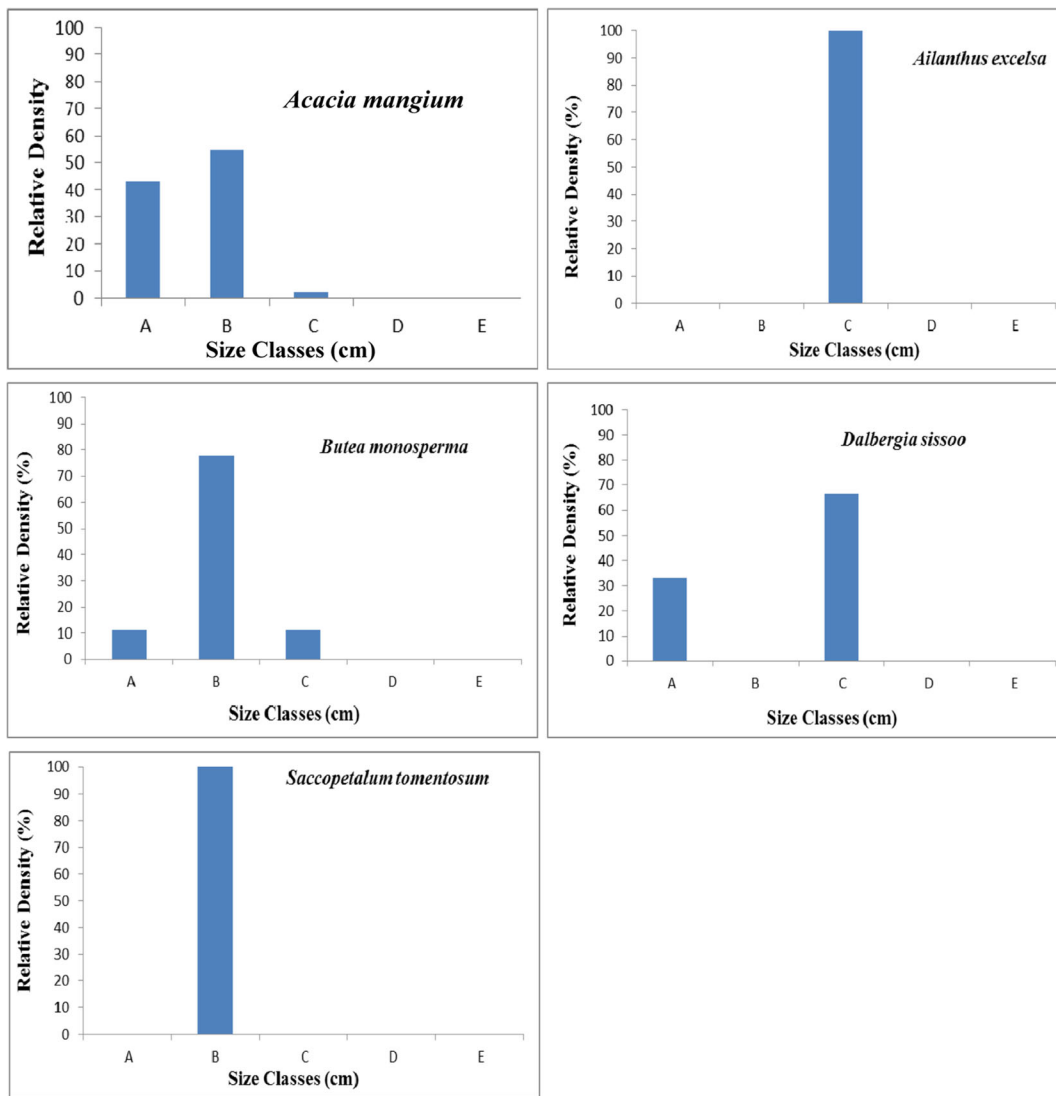 Acacia mangium
Relative Density
100
90
80
70
60
50
40
30
20
10
0
A B C D E
Size Classes (cm)
Ailanthus excelsa
Relative Density (%)
100
90
80
70
60
50
40
30
20
10
0
A B C D E
Size Classes (cm)
Butea monosperma
Relative Density (%)
100
90
80
70
60
50
40
30
20
10
0
A B C D E
Size Classes (cm)
Dalbergia sissoo
Relative Density (%)
100
90
80
70
60
50
40
30
20
10
0
A B C D E
Size Classes (cm)
Saccopetalum tomentosum
Relative Density (%)
100
90
80
70
60
50
40
30
20
10
0
A B C D E
Size Classes (cm)